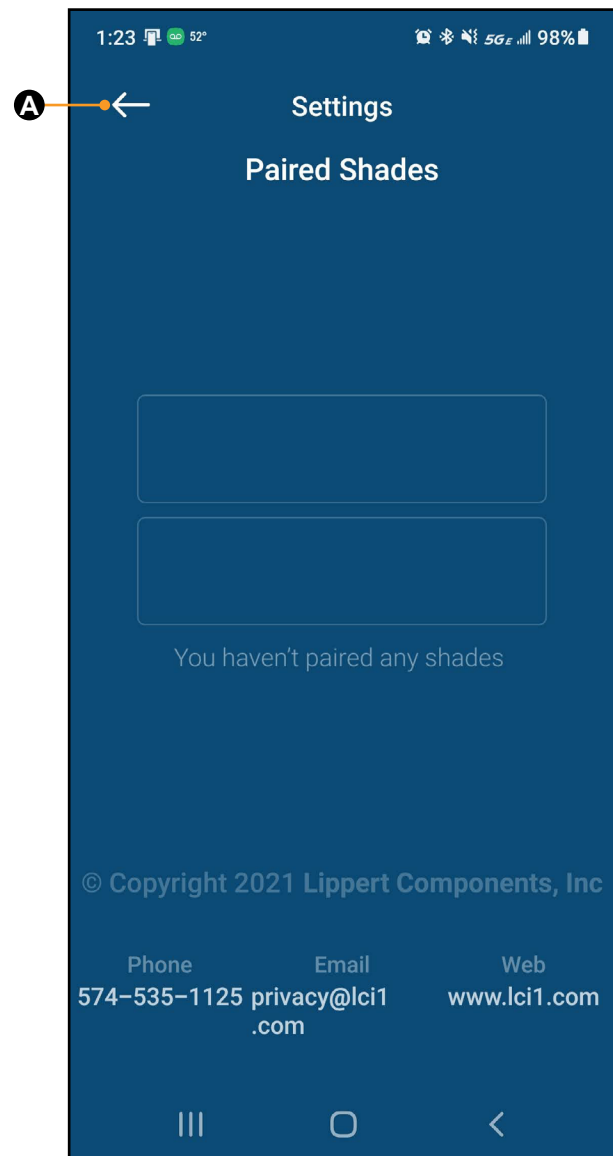 1:23 52° 5GE 98%
A
Settings
Paired Shades
You haven't paired any shades
© Copyright 2021 Lippert Components, Inc
Phone Email Web
574-535-1125 privacy@lci1 www.lci1.com
.com